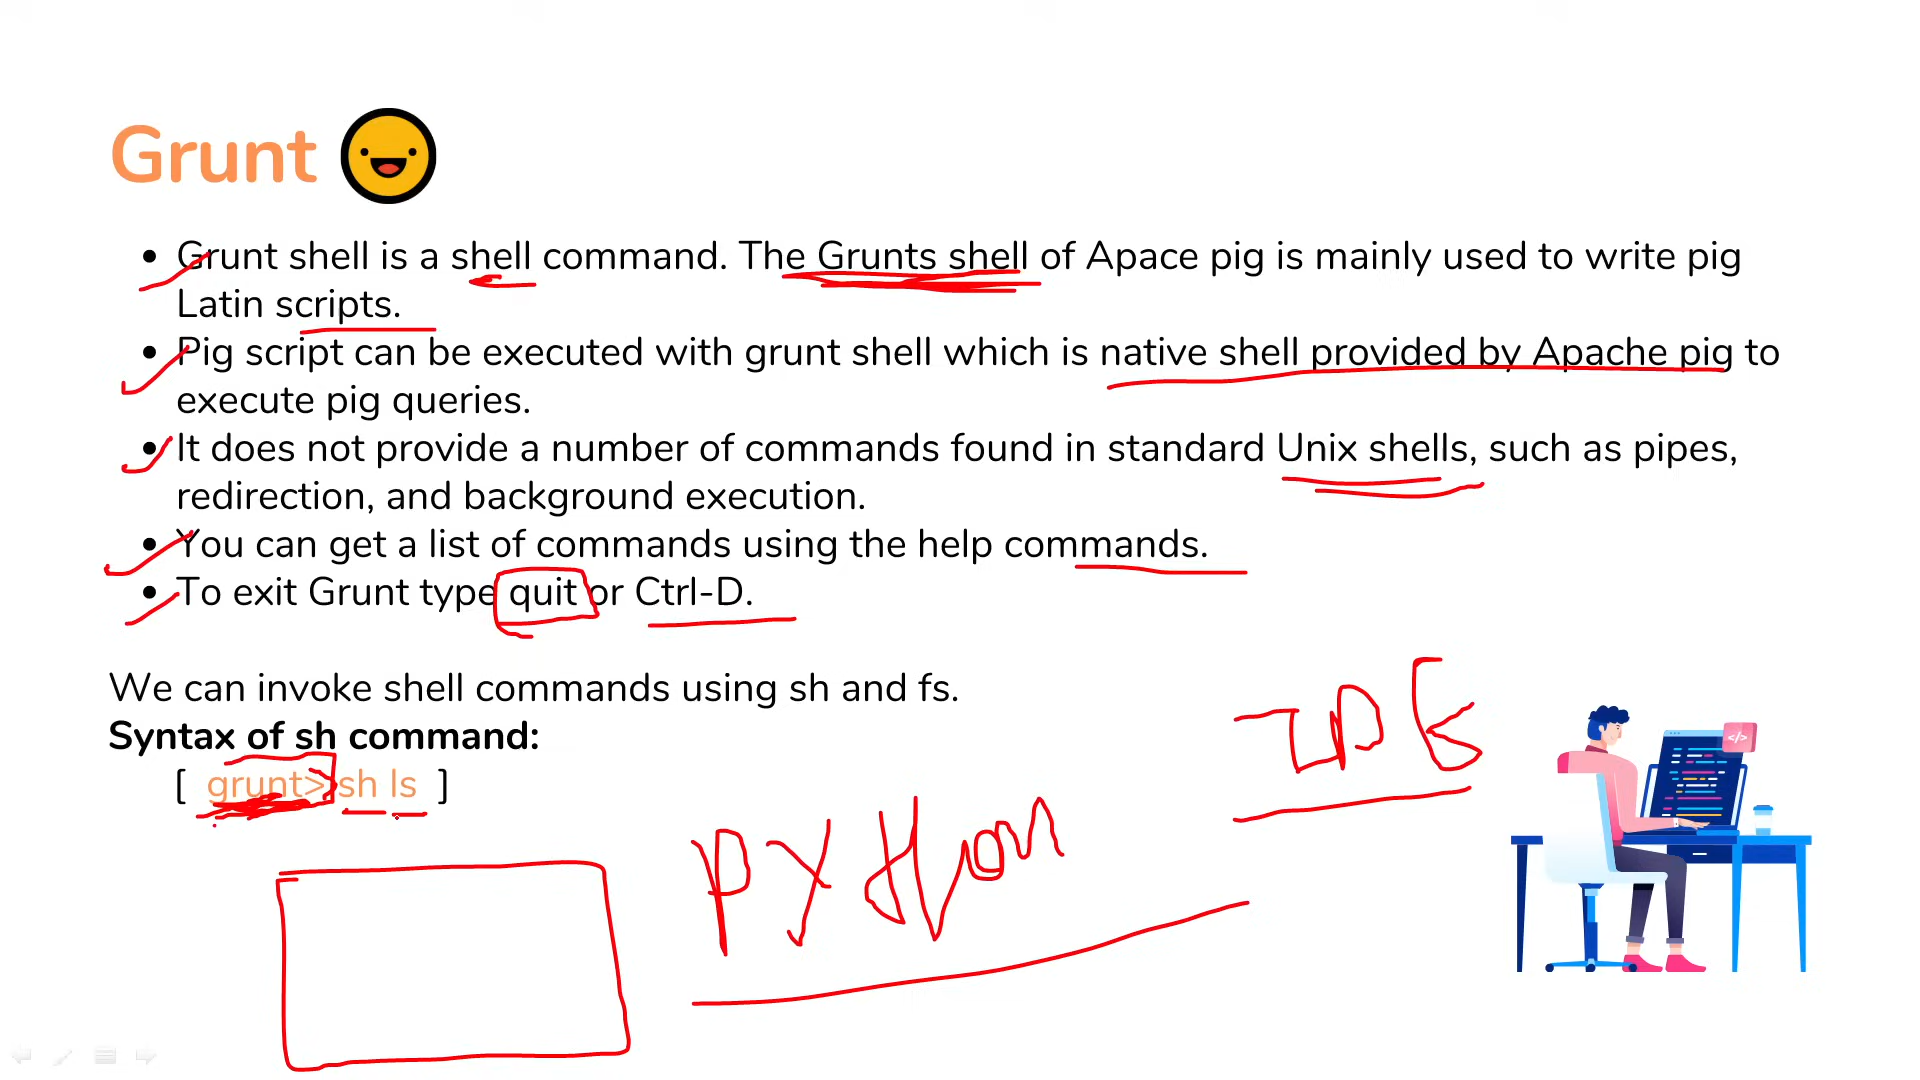 Grunt
• Grunt shell is a shell command. The Grunts shell of Apace pig is mainly used to write pig
Latin scripts.
• Pig script can be executed with grunt shell which is native shell provided by Apache pig to
execute pig queries.
• It does not provide a number of commands found in standard Unix shells, such as pipes,
redirection, and background execution.
• You can get a list of commands using the help commands.
• To exit Grunt type quit or Ctrl-D.
We can invoke shell commands using sh and fs.
Syntax of sh command:
[ grunt> sh ls ]
IDE
Python